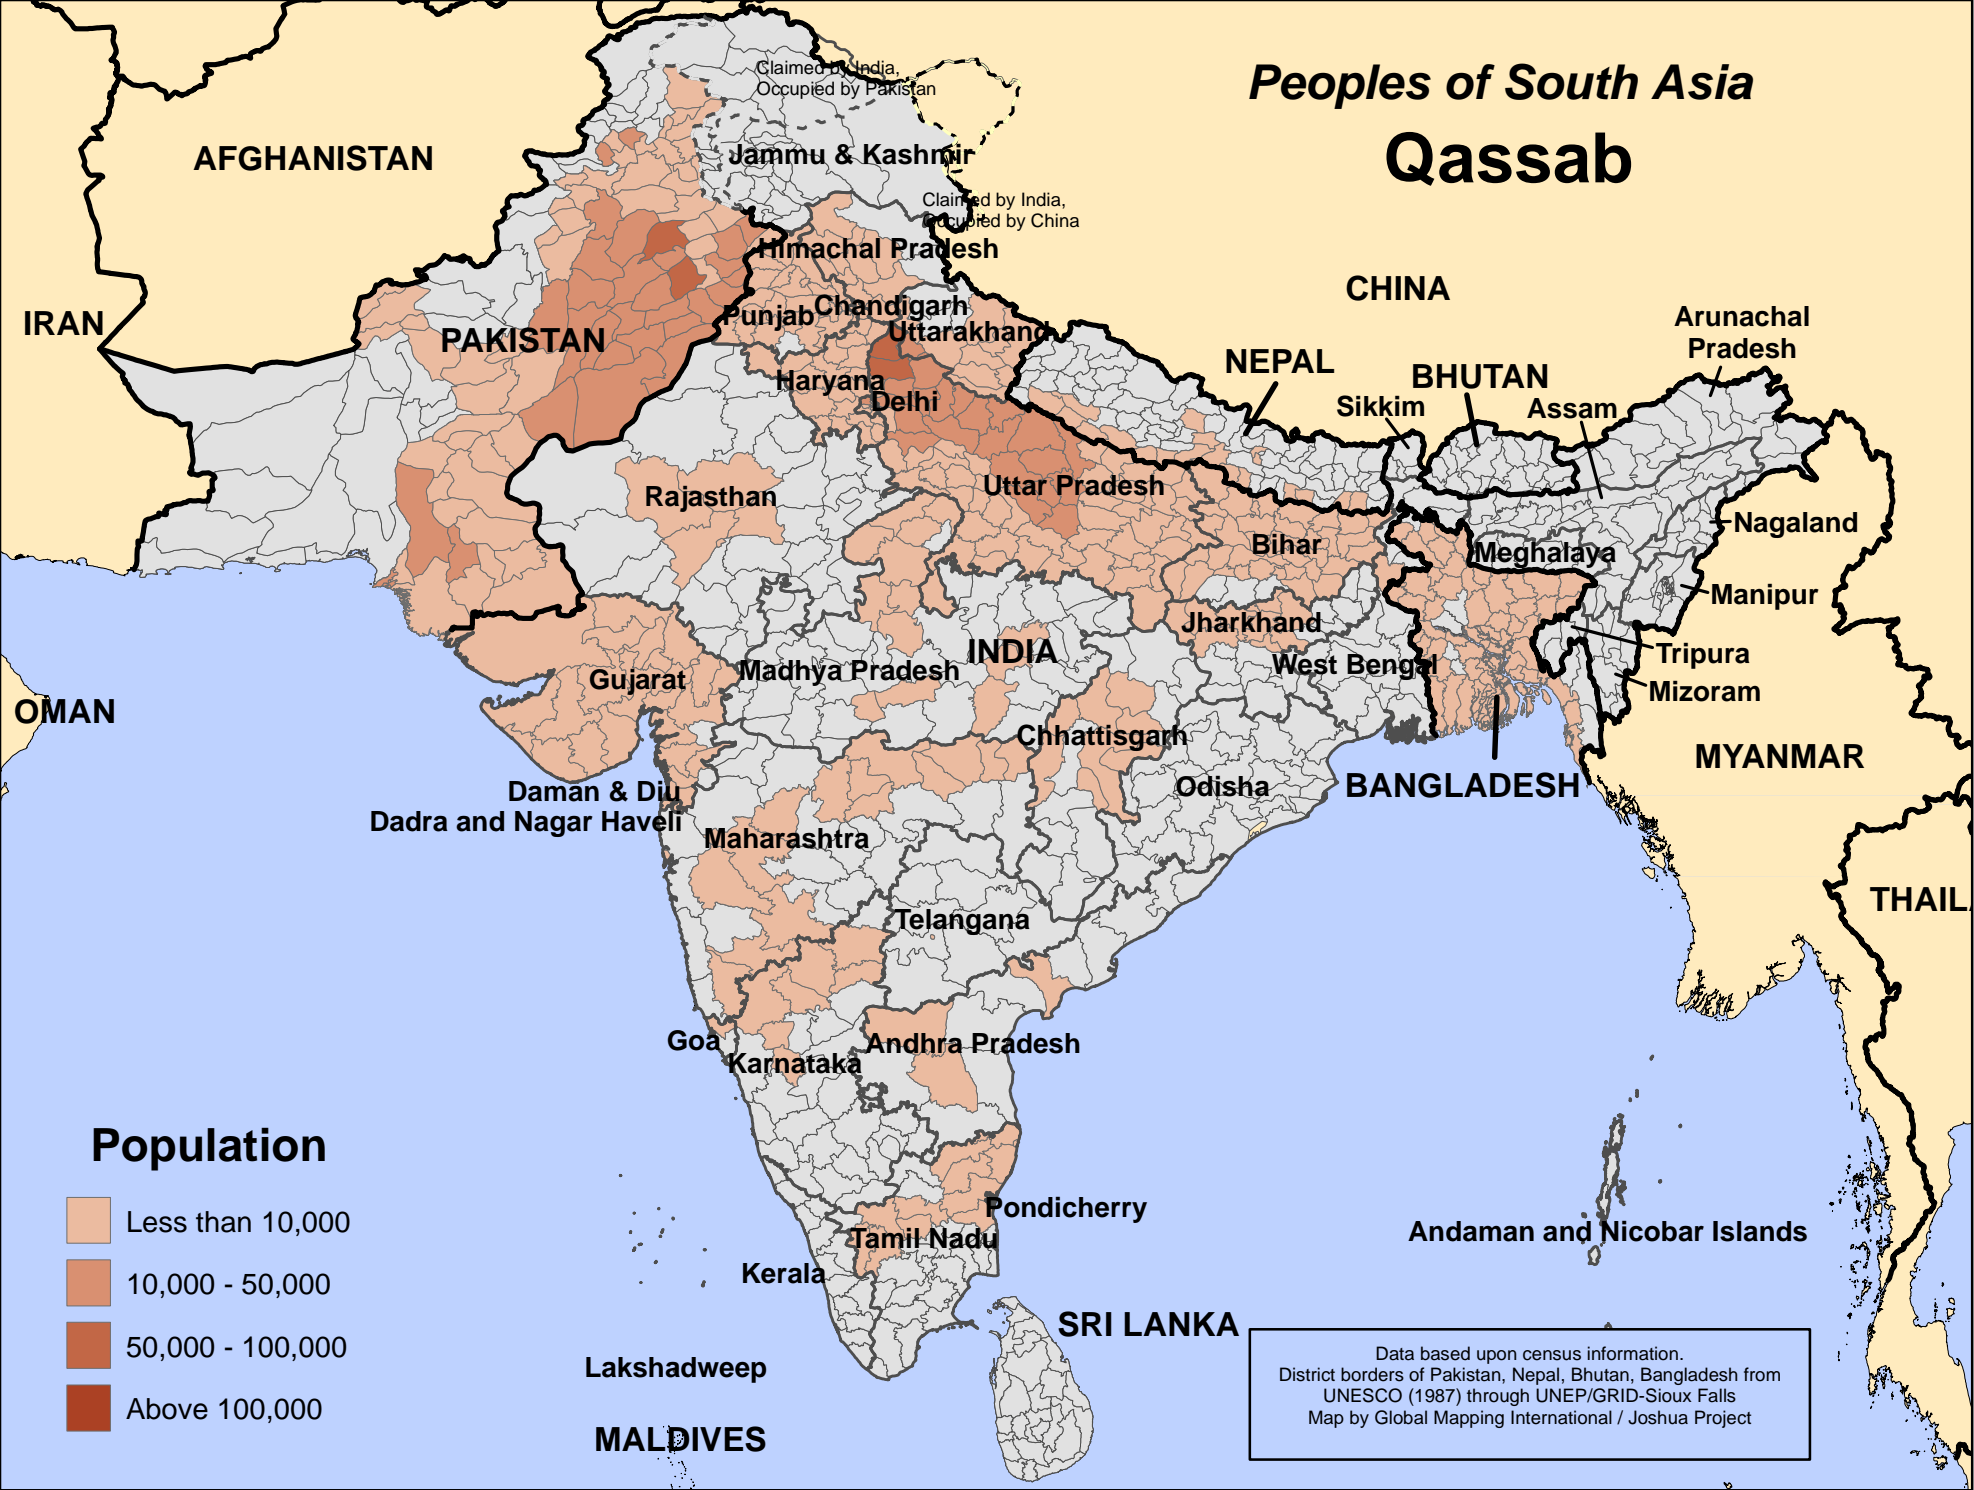 Peoples of South Asia
Qassab
Claimed by India,
Occupied by Pakistan
AFGHANISTAN
Jammu & Kashmir
Claimed by India,
Occupied by China
Himachal Pradesh
CHINA
IRAN
PAKISTAN
Punjab
Chandigarh
Uttarakhand
Arunachal
Pradesh
NEPAL
BHUTAN
Haryana
Delhi
Sikkim
Assam
Rajasthan
Uttar Pradesh
Bihar
Nagaland
Meghalaya
Manipur
Jharkhand
INDIA
Tripura
Gujarat
Madhya Pradesh
West Bengal
Mizoram
OMAN
Chhattisgarh
MYANMAR
Daman & Diu
Dadra and Nagar Haveli
Odisha
BANGLADESH
Maharashtra
THAIL
Telangana
Goa
Karnataka
Andhra Pradesh
Population
Less than 10,000
10,000 - 50,000
50,000 - 100,000
Above 100,000
Pondicherry
Tamil Nadu
Andaman and Nicobar Islands
Kerala
SRI LANKA
Lakshadweep
MALDIVES
Data based upon census information.
District borders of Pakistan, Nepal, Bhutan, Bangladesh from
UNESCO (1987) through UNEP/GRID-Sioux Falls
Map by Global Mapping International / Joshua Project